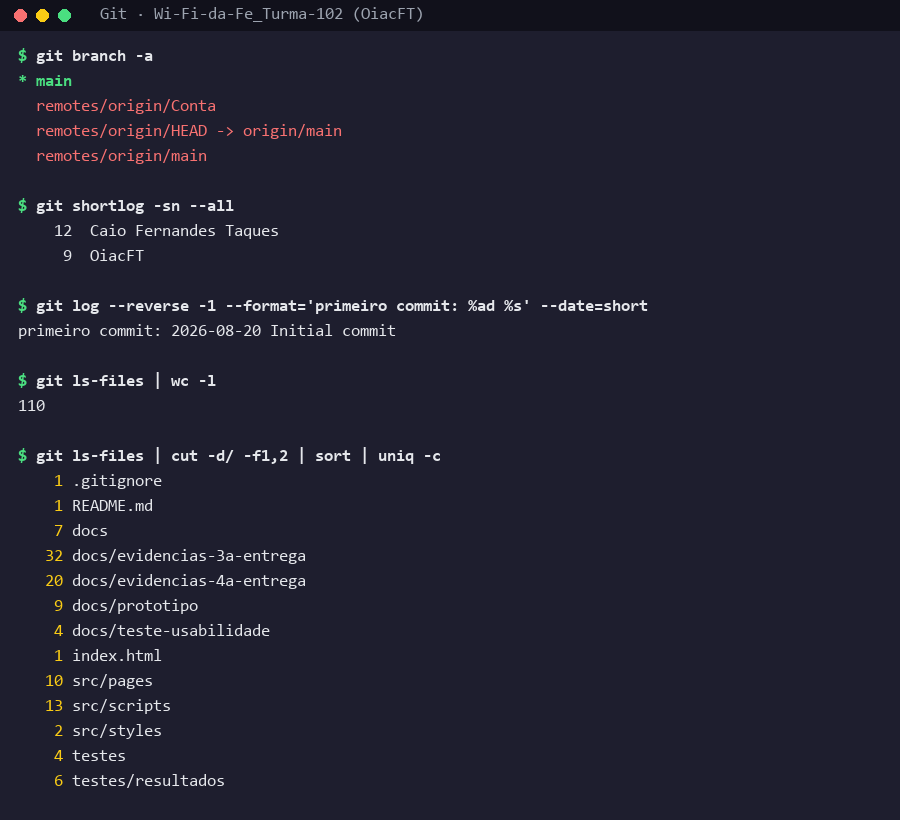 Git · Wi-Fi-da-Fe_Turma-102 (OiacFT)
$ git branch -a
* main
remotes/origin/Conta
remotes/origin/HEAD -> origin/main
remotes/origin/main
$ git shortlog -sn --all
12 Caio Fernandes Taques
9 OiacFT
$ git log --reverse -1 --format='primeiro commit: %ad %s' --date=short
primeiro commit: 2026-08-20 Initial commit
$ git ls-files | wc -l
110
$ git ls-files | cut -d/ -f1,2 | sort | uniq -c
1 .gitignore
1 README.md
7 docs
32 docs/evidencias-3a-entrega
20 docs/evidencias-4a-entrega
9 docs/prototipo
4 docs/teste-usabilidade
1 index.html
10 src/pages
13 src/scripts
2 src/styles
4 testes
6 testes/resultados